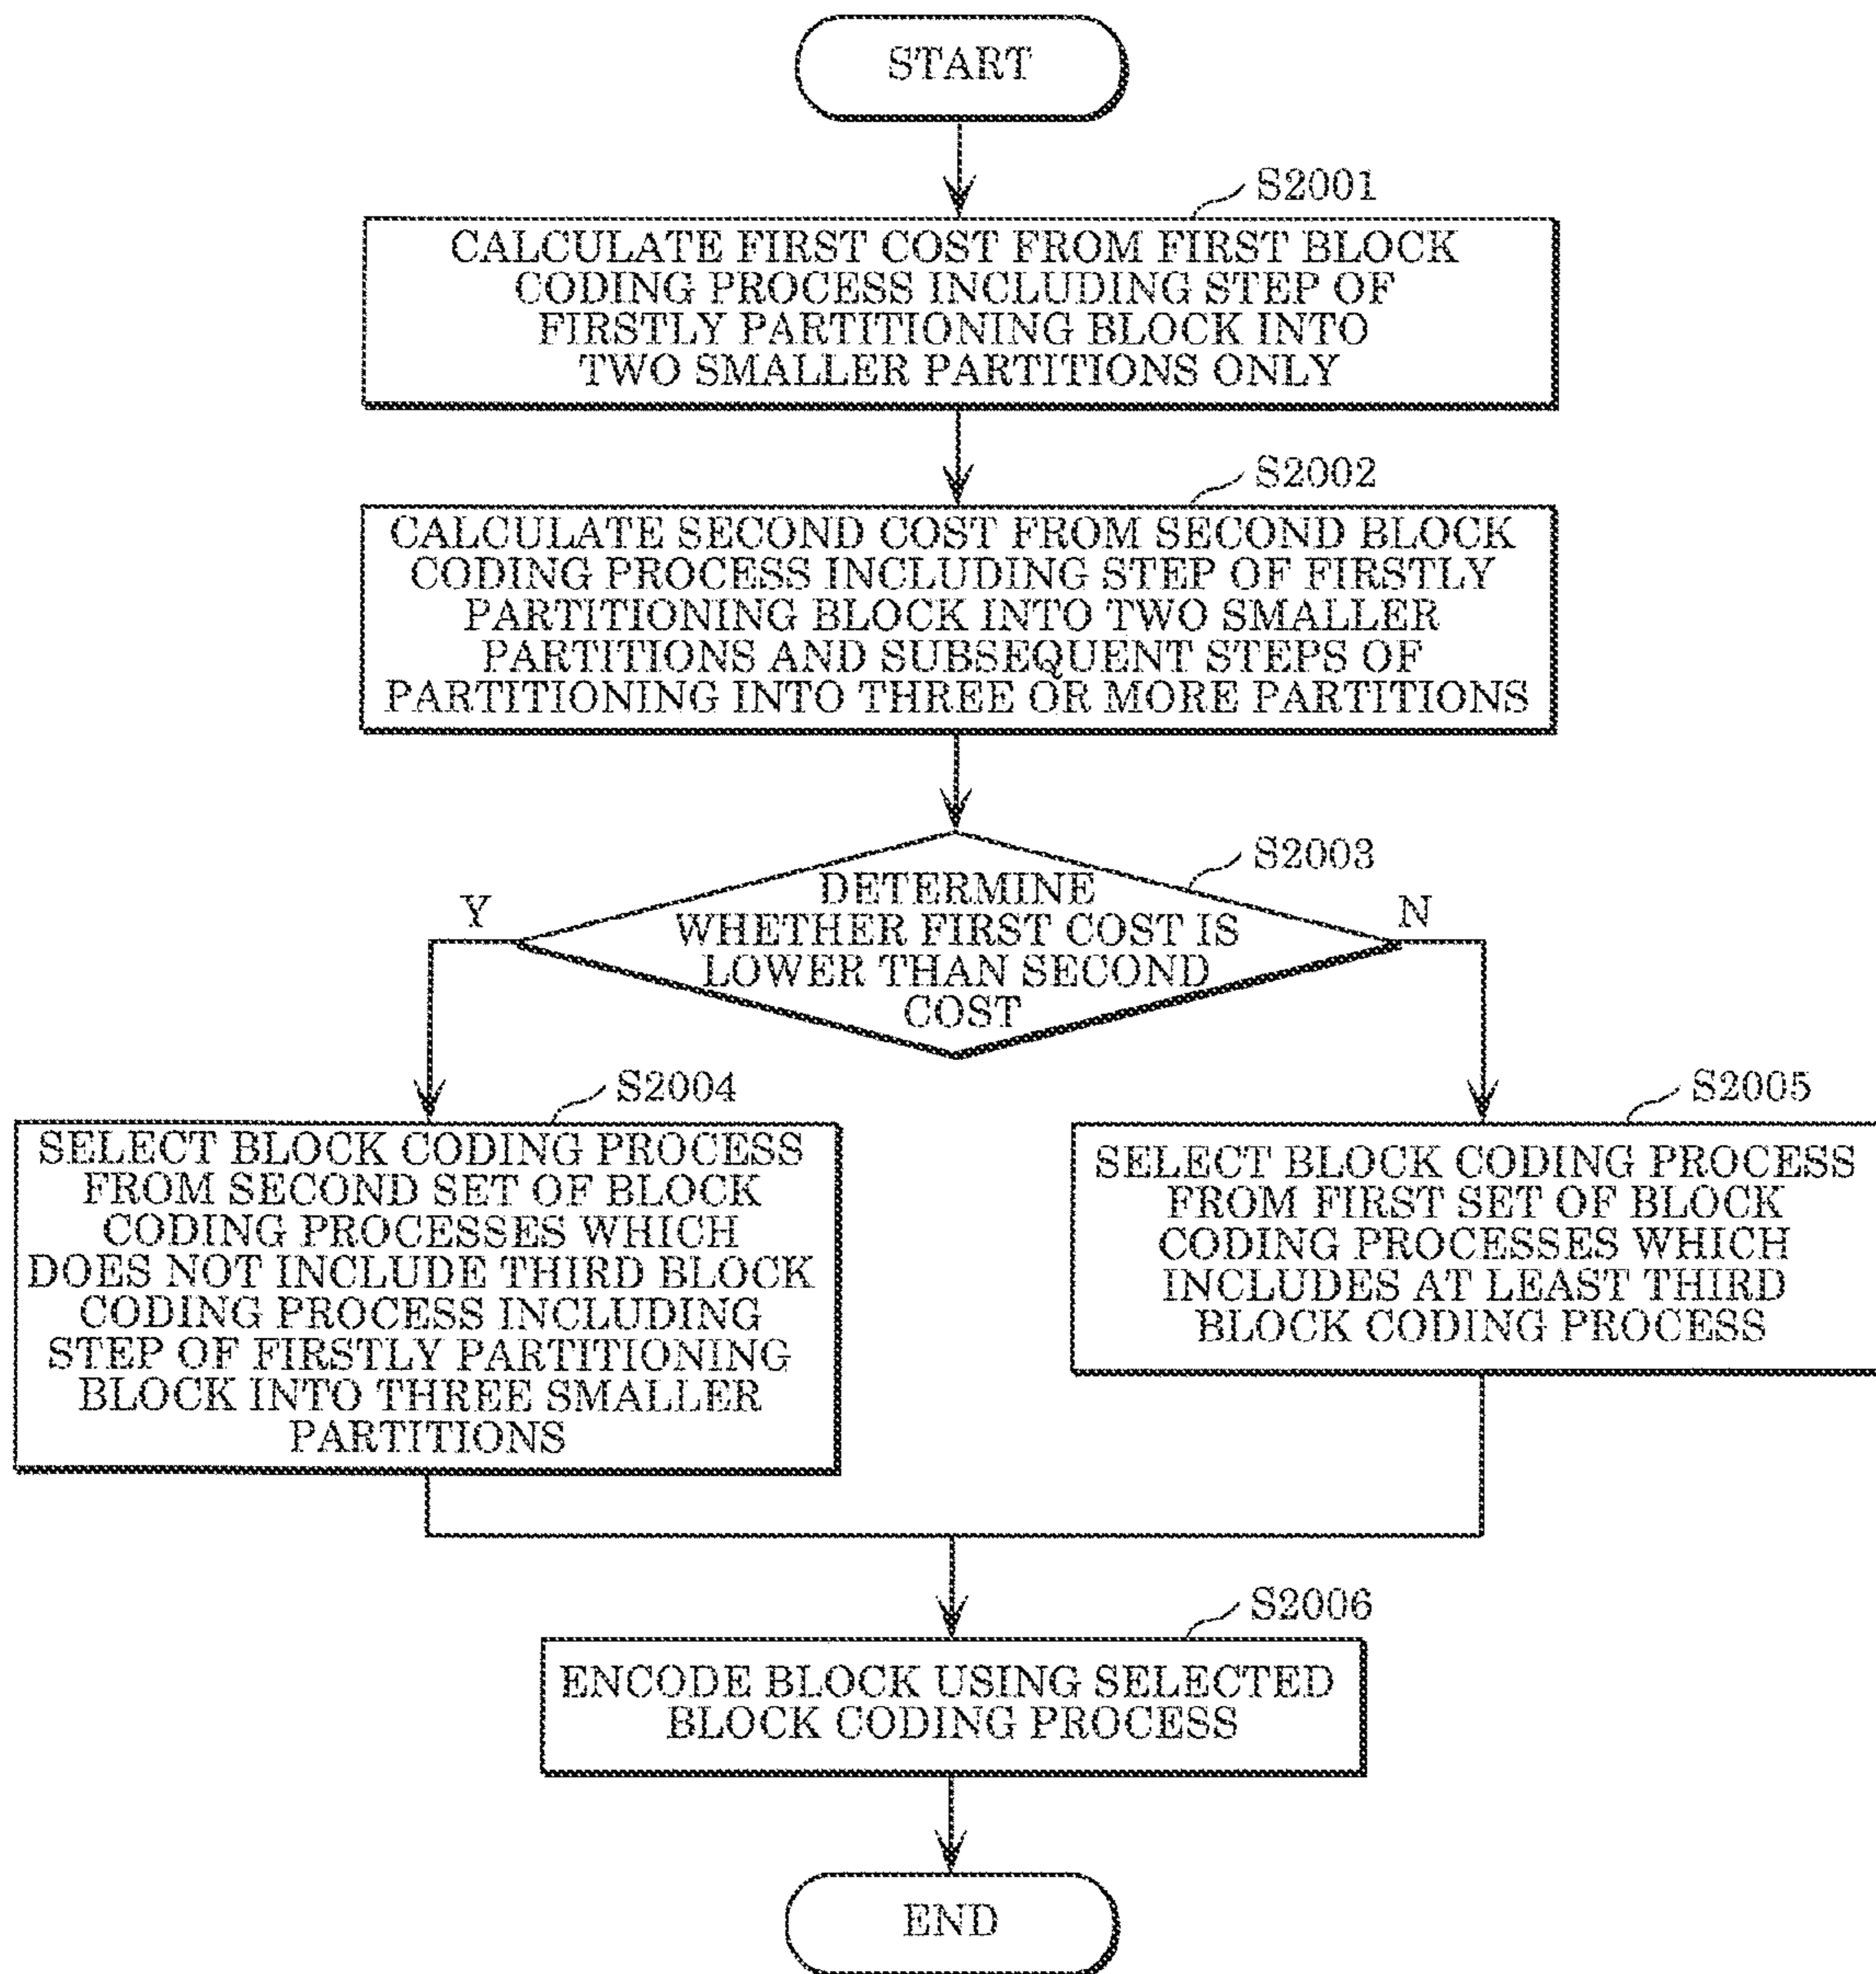 START
S2001
CALCULATE FIRST COST FROM FIRST BLOCK
CODING PROCESS INCLUDING STEP OF
FIRSTLY PARTITIONING BLOCK INTO
TWO SMALLER PARTITIONS ONLY
S2002
CALCULATE SECOND COST FROM SECOND BLOCK
CODING PROCESS INCLUDING STEP OF FIRSTLY
PARTITIONING BLOCK INTO TWO SMALLER
PARTITIONS AND SUBSEQUENT STEPS OF
PARTITIONING INTO THREE OR MORE PARTITIONS
S2003
DETERMINE
WHETHER FIRST COST IS
LOWER THAN SECOND
COST
Y
N
S2004
SELECT BLOCK CODING PROCESS
FROM SECOND SET OF BLOCK
CODING PROCESSES WHICH
DOES NOT INCLUDE THIRD BLOCK
CODING PROCESS INCLUDING
STEP OF FIRSTLY PARTITIONING
BLOCK INTO THREE SMALLER
PARTITIONS
S2005
SELECT BLOCK CODING PROCESS
FROM FIRST SET OF BLOCK
CODING PROCESSES WHICH
INCLUDES AT LEAST THIRD
BLOCK CODING PROCESS
S2006
ENCODE BLOCK USING SELECTED
BLOCK CODING PROCESS
END